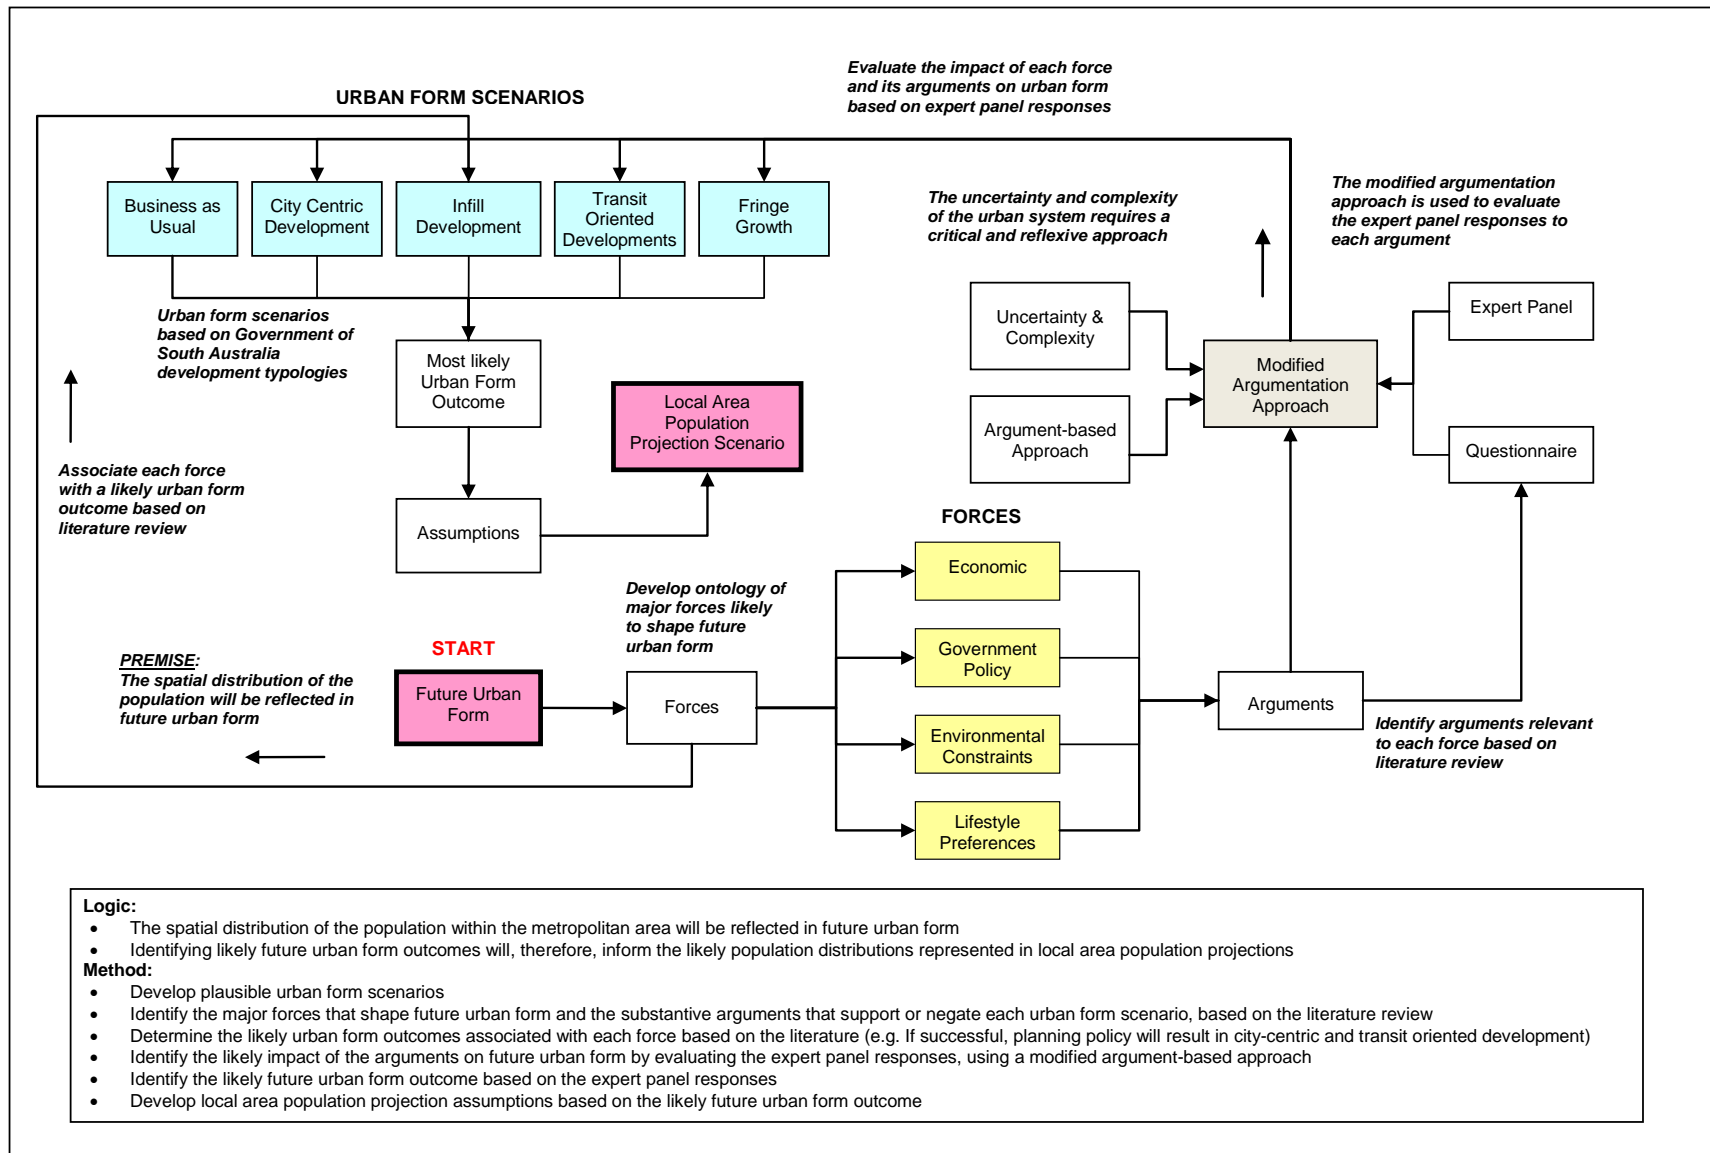 Evaluate the impact of each force
and its arguments on urban form
based on expert panel responses
URBAN FORM SCENARIOS
Business as
Usual
City Centric
Development
Infill
Development
Transit
Oriented
Developments
Fringe
Growth
The uncertainty and complexity
of the urban system requires a
critical and reflexive approach
The modified argumentation
approach is used to evaluate
the expert panel responses to
each argument
Urban form scenarios
based on Government of
South Australia
development typologies
Most likely
Urban Form
Outcome
Local Area
Population
Projection Scenario
Uncertainty &
Complexity
Expert Panel
Modified
Argumentation
Approach
Argument-based
Approach
Questionnaire
Associate each force
with a likely urban form
outcome based on
literature review
Assumptions
FORCES
Economic
Develop ontology of
major forces likely
to shape future
urban form
START
PREMISE:
The spatial distribution of the
population will be reflected in
future urban form
Future Urban
Form
Forces
Government
Policy
Environmental
Constraints
Lifestyle
Preferences
Arguments
Identify arguments relevant
to each force based on
literature review
Logic:
• The spatial distribution of the population within the metropolitan area will be reflected in future urban form
• Identifying likely future urban form outcomes will, therefore, inform the likely population distributions represented in local area population projections
Method:
• Develop plausible urban form scenarios
• Identify the major forces that shape future urban form and the substantive arguments that support or negate each urban form scenario, based on the literature review
• Determine the likely urban form outcomes associated with each force based on the literature (e.g. If successful, planning policy will result in city-centric and transit oriented development)
• Identify the likely impact of the arguments on future urban form by evaluating the expert panel responses, using a modified argument-based approach
• Identify the likely future urban form outcome based on the expert panel responses
• Develop local area population projection assumptions based on the likely future urban form outcome